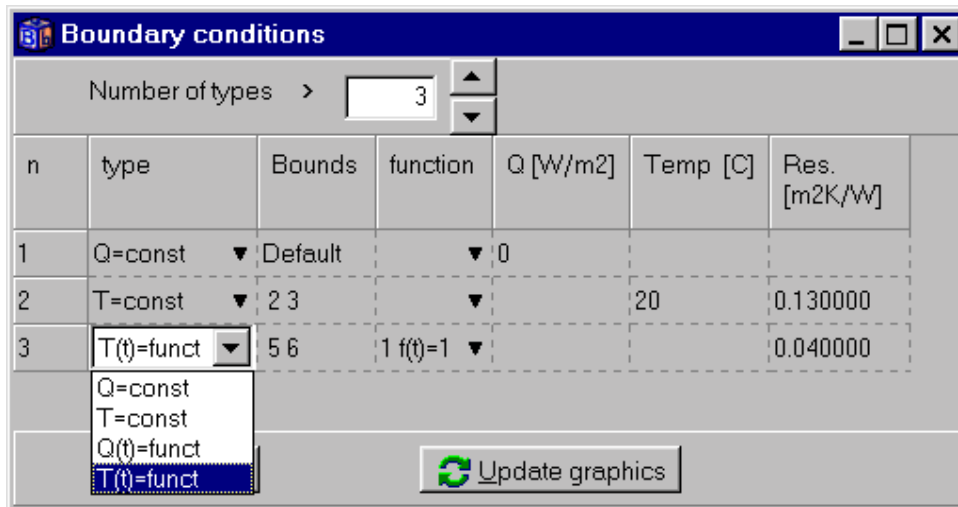 Boundary conditions
Number of types > 3
n type Bounds function Q [W/m2] Temp [C] Res. [m2K/W]
1 Q=const Default 0
2 T=const 2 3 20 0.130000
3 T(t)=funct 5 6 1 f(t)=1 0.040000
Q=const
T=const
Q(t)=funct
T(t)=funct
Update graphics